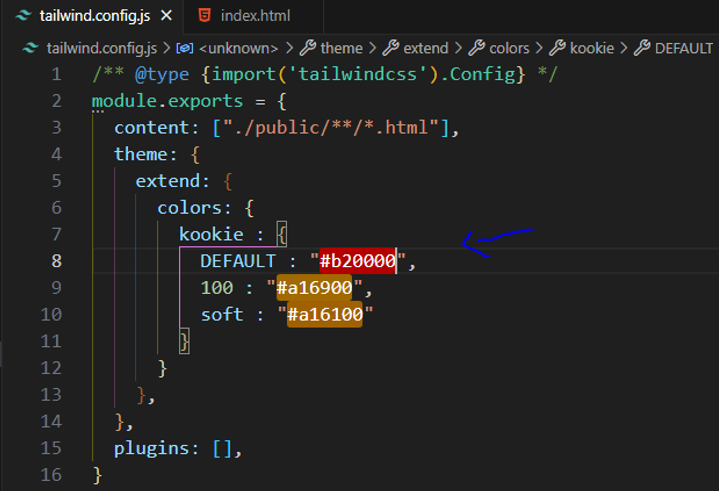 tailwind.config.js
index.html
tailwind.config.js > <unknown> > theme > extend > colors > kookie > DEFAULT
1 /** @type {import('tailwindcss').Config} */
2 module.exports = {
3 content: ["./public/**/*.html"],
4 theme: {
5 extend: {
6 colors: {
7 kookie : {
8 DEFAULT : "#b20000",
9 100 : "#a16900",
10 soft : "#a16100"
11 }
12 }
13 },
14 },
15 plugins: [],
16 }